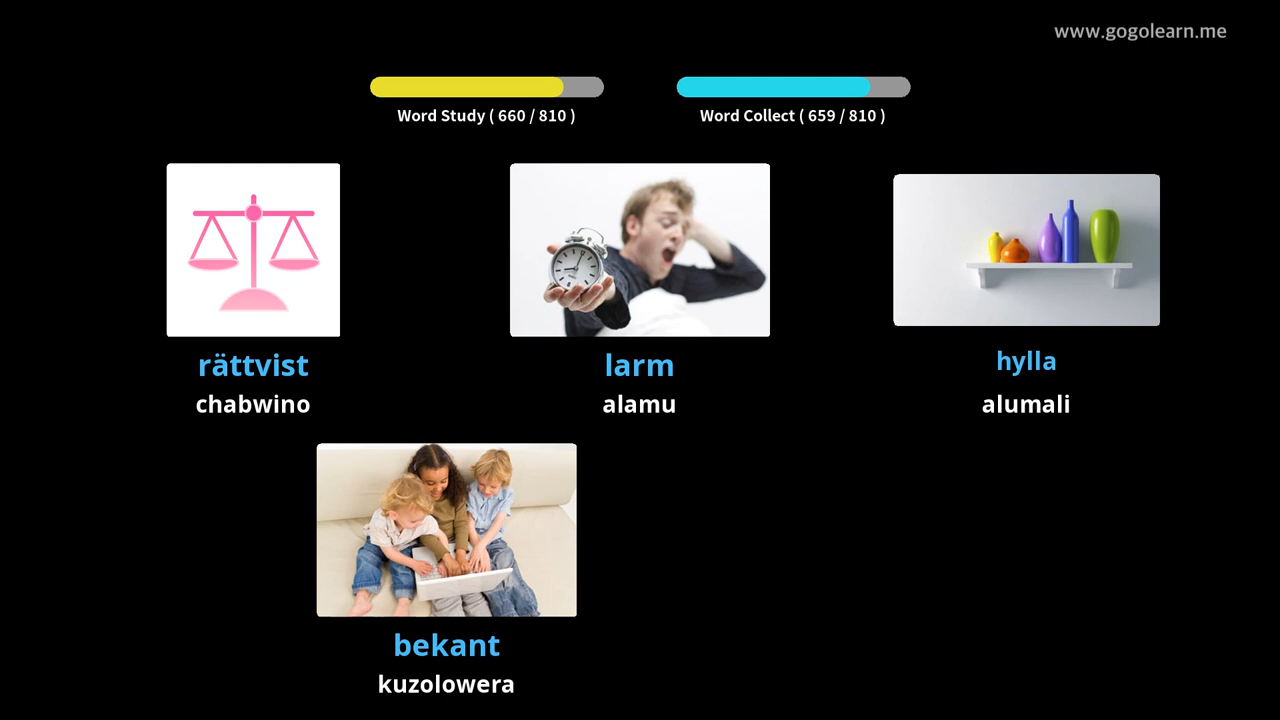 www.gogolearn.me
Word Study ( 660 / 810 )
Word Collect ( 659 / 810 )
rättvist
chabwino
larm
alamu
hylla
alumali
bekant
kuzolowera